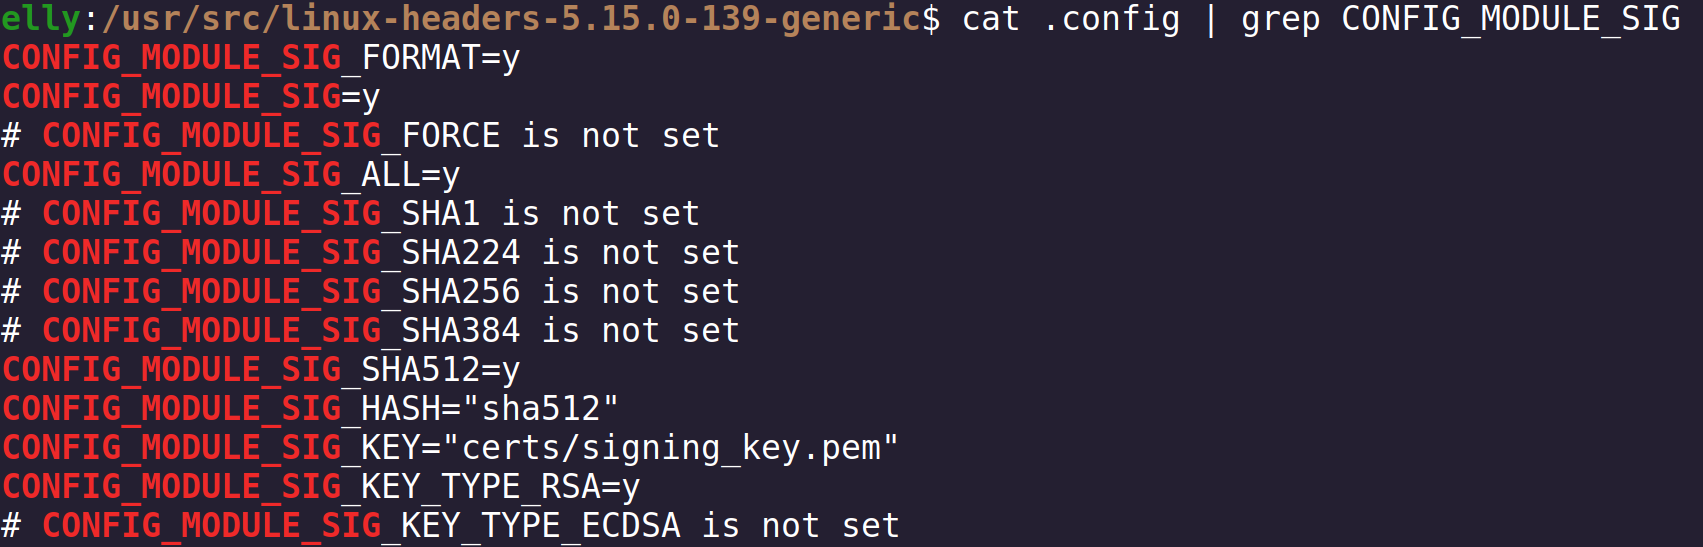 elly:/usr/src/linux-headers-5.15.0-139-generic$ cat .config | grep CONFIG_MODULE_SIG
CONFIG_MODULE_SIG_FORMAT=y
CONFIG_MODULE_SIG=y
# CONFIG_MODULE_SIG_FORCE is not set
CONFIG_MODULE_SIG_ALL=y
# CONFIG_MODULE_SIG_SHA1 is not set
# CONFIG_MODULE_SIG_SHA224 is not set
# CONFIG_MODULE_SIG_SHA256 is not set
# CONFIG_MODULE_SIG_SHA384 is not set
CONFIG_MODULE_SIG_SHA512=y
CONFIG_MODULE_SIG_HASH="sha512"
CONFIG_MODULE_SIG_KEY="certs/signing_key.pem"
CONFIG_MODULE_SIG_KEY_TYPE_RSA=y
# CONFIG_MODULE_SIG_KEY_TYPE_ECDSA is not set